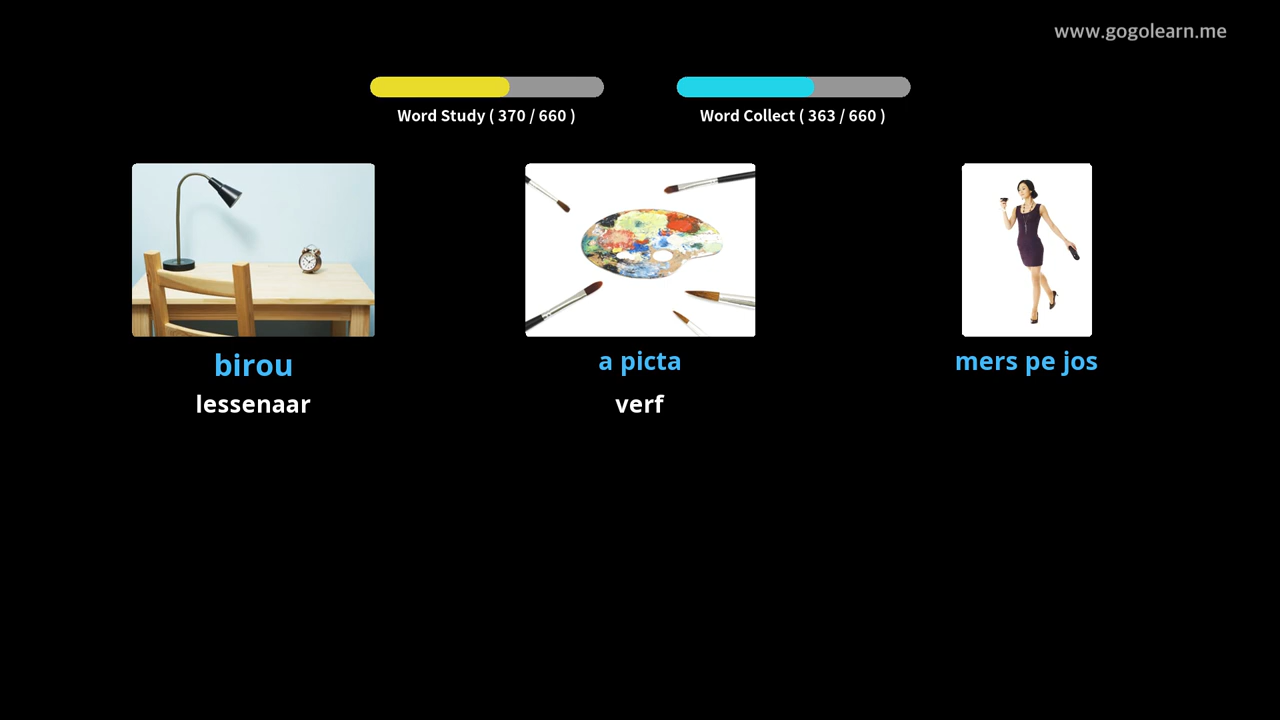 www.gogolearn.me
Word Study ( 370 / 660 )
Word Collect ( 363 / 660 )
birou
a picta
mers pe jos
lessenaar
verf